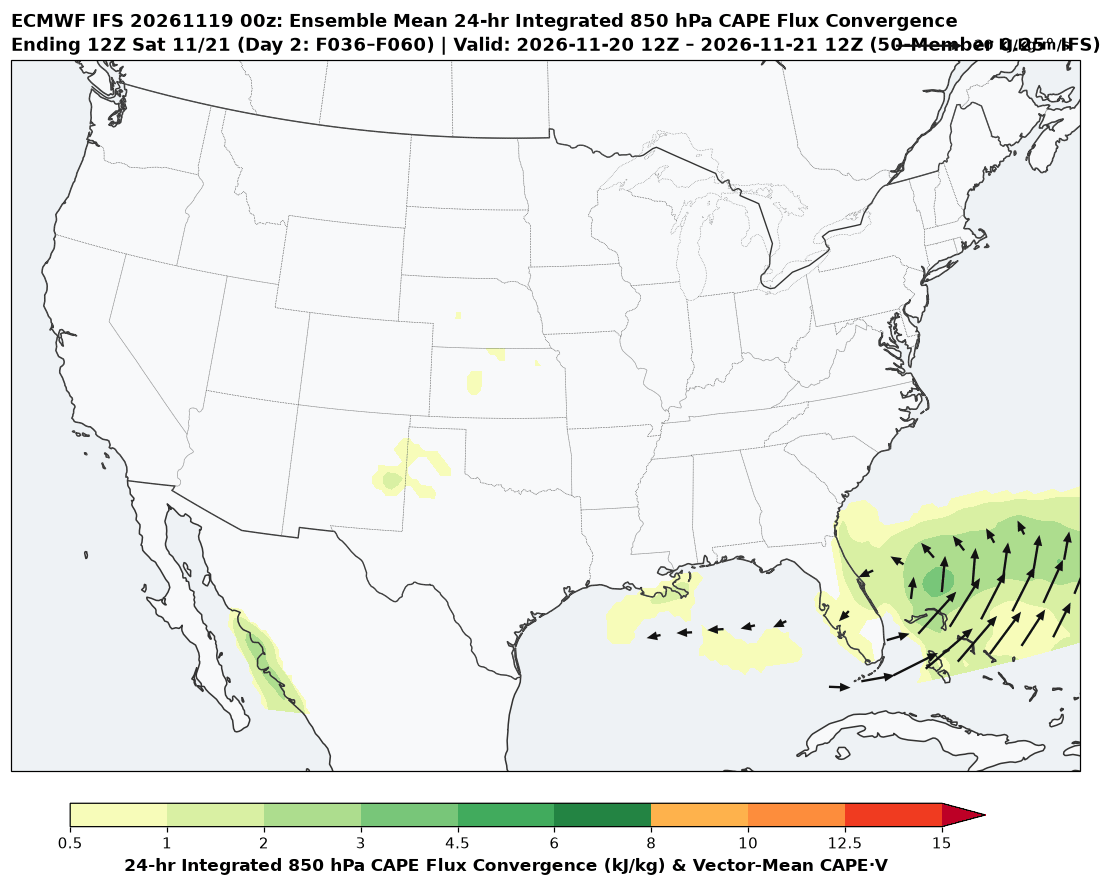 ECMWF IFS 20261119 00z: Ensemble Mean 24-hr Integrated 850 hPa CAPE Flux Convergence
Ending 12Z Sat 11/21 (Day 2: F036–F060) | Valid: 2026-11-20 12Z – 2026-11-21 12Z (50-Member 0.25° IFS)
0.5 1 2 3 4.5 6 8 10 12.5 15
24-hr Integrated 850 hPa CAPE Flux Convergence (kJ/kg) & Vector-Mean CAPE·V